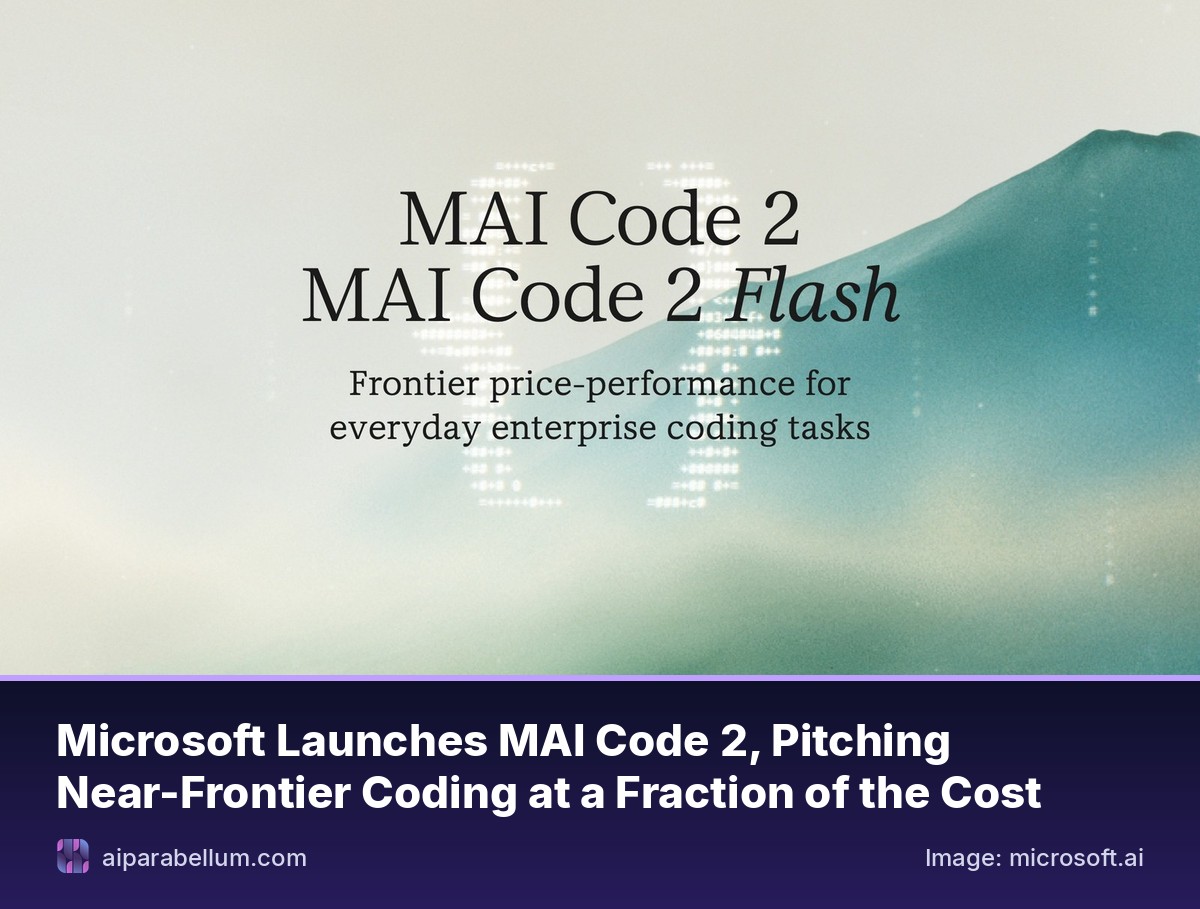 MAI Code 2
MAI Code 2 Flash
Frontier price-performance for
everyday enterprise coding tasks
Microsoft Launches MAI Code 2, Pitching
Near-Frontier Coding at a Fraction of the Cost
aiparabellum.com
Image: microsoft.ai